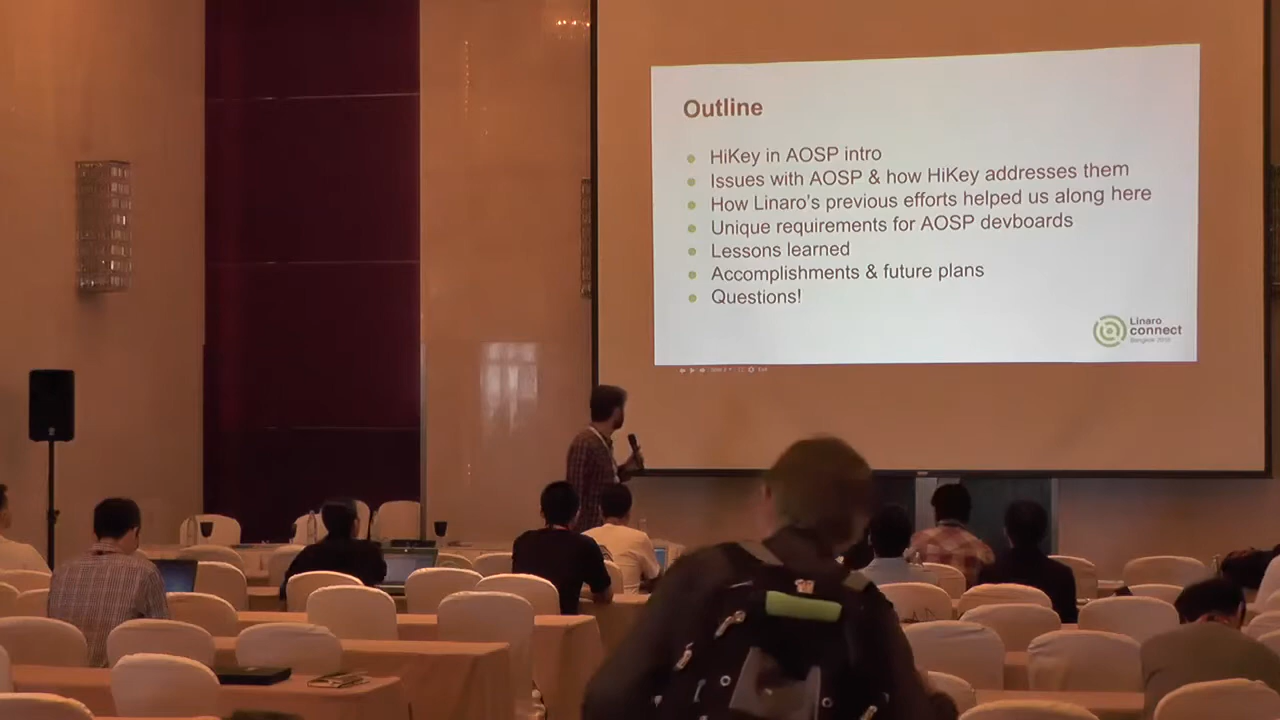 Outline
HiKey in AOSP intro
Issues with AOSP & how HiKey addresses them
How Linaro's previous efforts helped us along here
Unique requirements for AOSP devboards
Lessons learned
Accomplishments & future plans
Questions!
Linaro
connect